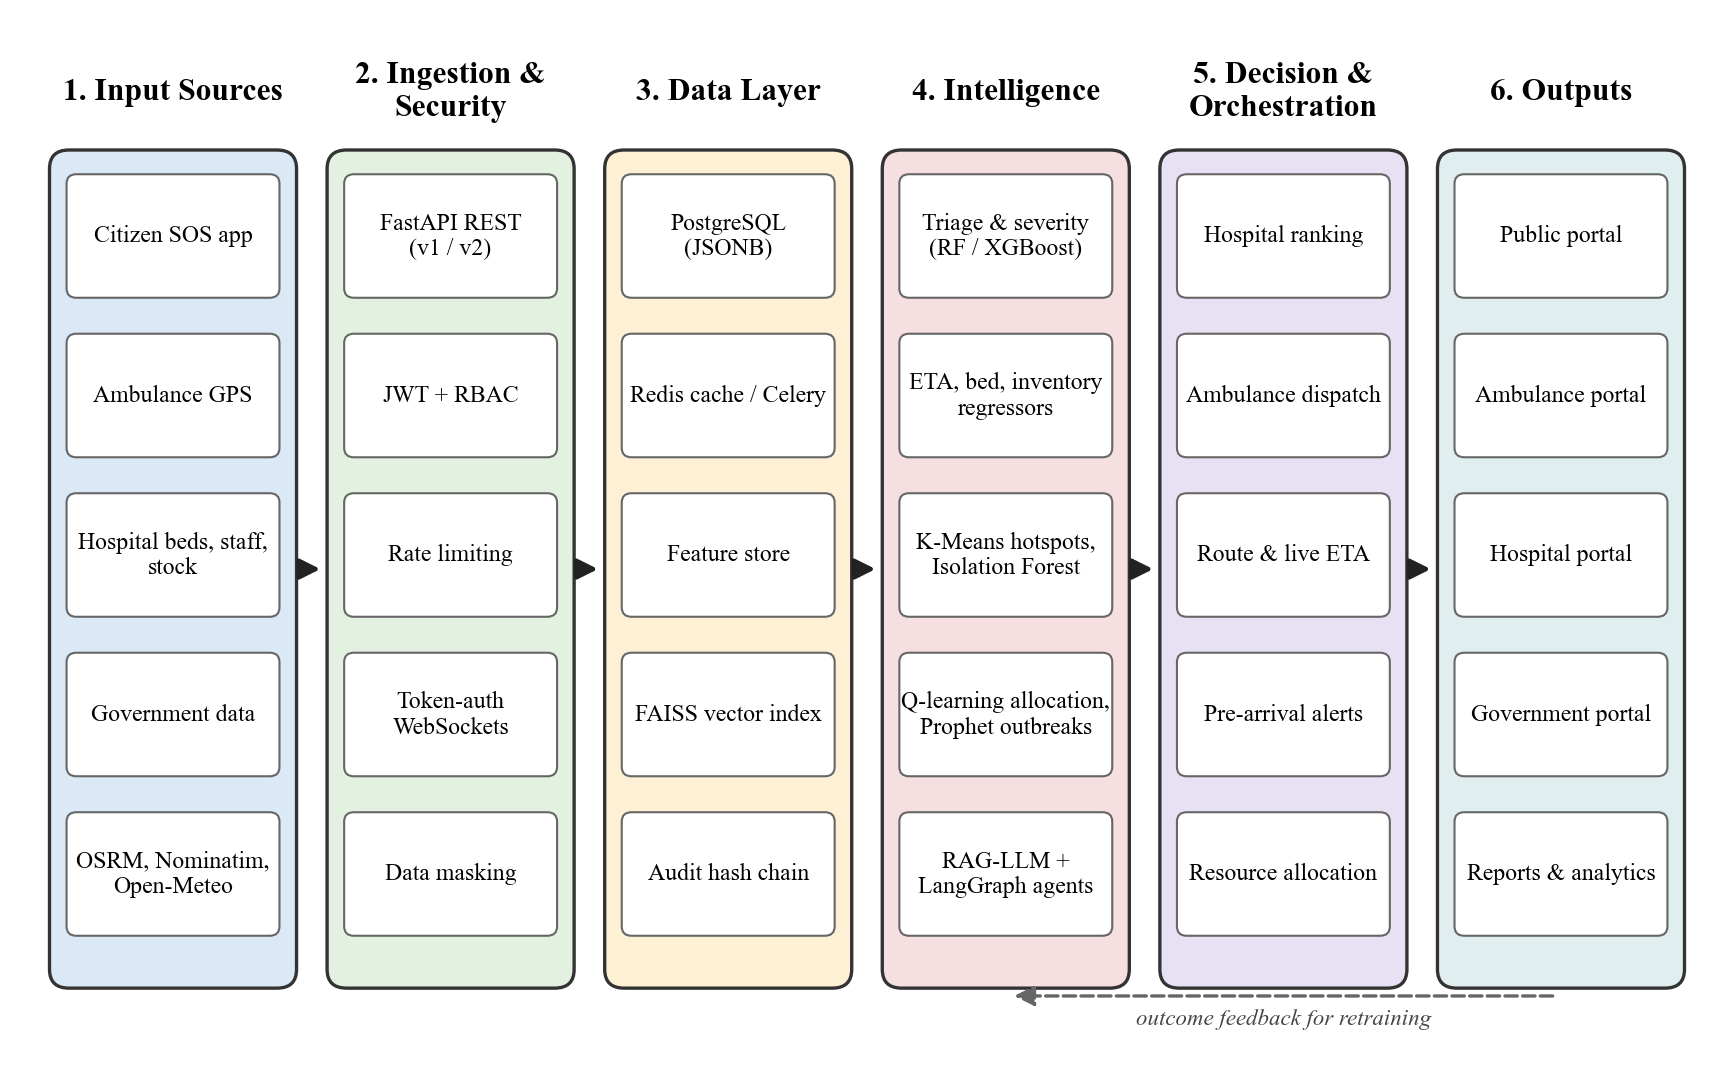 1. Input Sources
Citizen SOS app
Ambulance GPS
Hospital beds, staff,
stock
Government data
OSRM, Nominatim,
Open-Meteo
2. Ingestion &
Security
FastAPI REST
(v1 / v2)
JWT + RBAC
Rate limiting
Token-auth
WebSockets
Data masking
3. Data Layer
PostgreSQL
(JSONB)
Redis cache / Celery
Feature store
FAISS vector index
Audit hash chain
4. Intelligence
Triage & severity
(RF / XGBoost)
ETA, bed, inventory
regressors
K-Means hotspots,
Isolation Forest
Q-learning allocation,
Prophet outbreaks
RAG-LLM +
LangGraph agents
5. Decision &
Orchestration
Hospital ranking
Ambulance dispatch
Route & live ETA
Pre-arrival alerts
Resource allocation
6. Outputs
Public portal
Ambulance portal
Hospital portal
Government portal
Reports & analytics
outcome feedback for retraining